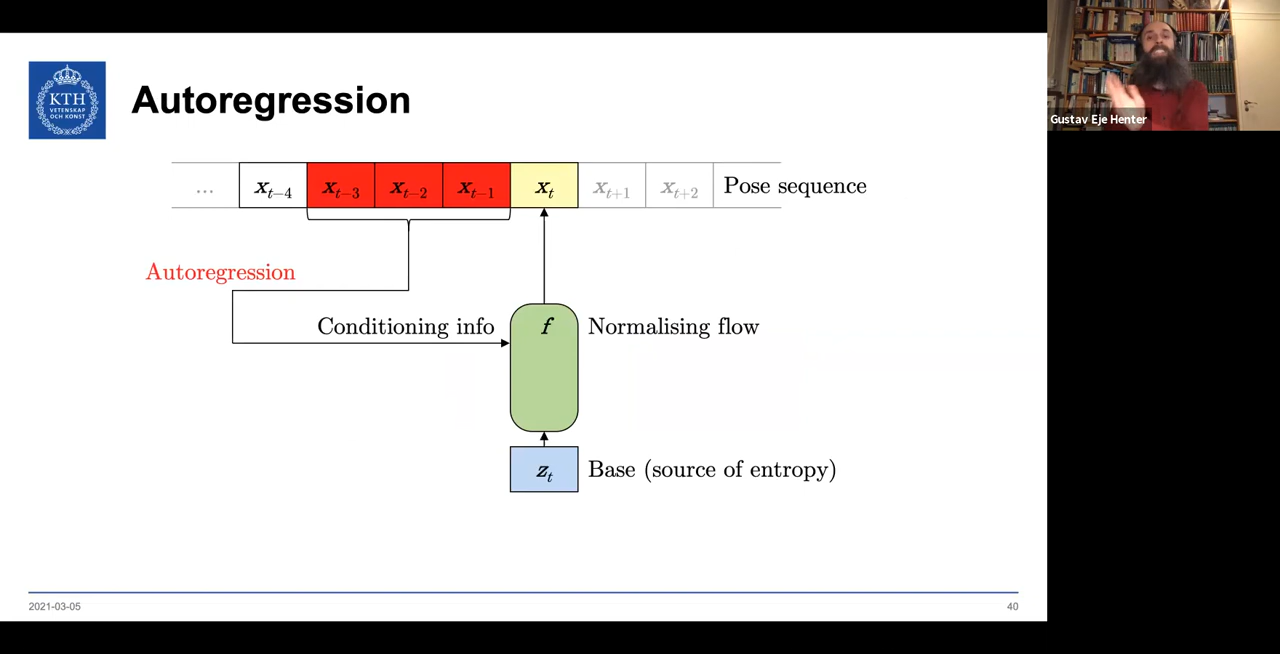 KTH
VETENSKAP
OCH KONST
Autoregression
Gustav Eje Henter
... x_{t-4} x_{t-3} x_{t-2} x_{t-1} x_t x_{t+1} x_{t+2} Pose sequence
Autoregression
Conditioning info f Normalising flow
z_t Base (source of entropy)
2021-03-05 40